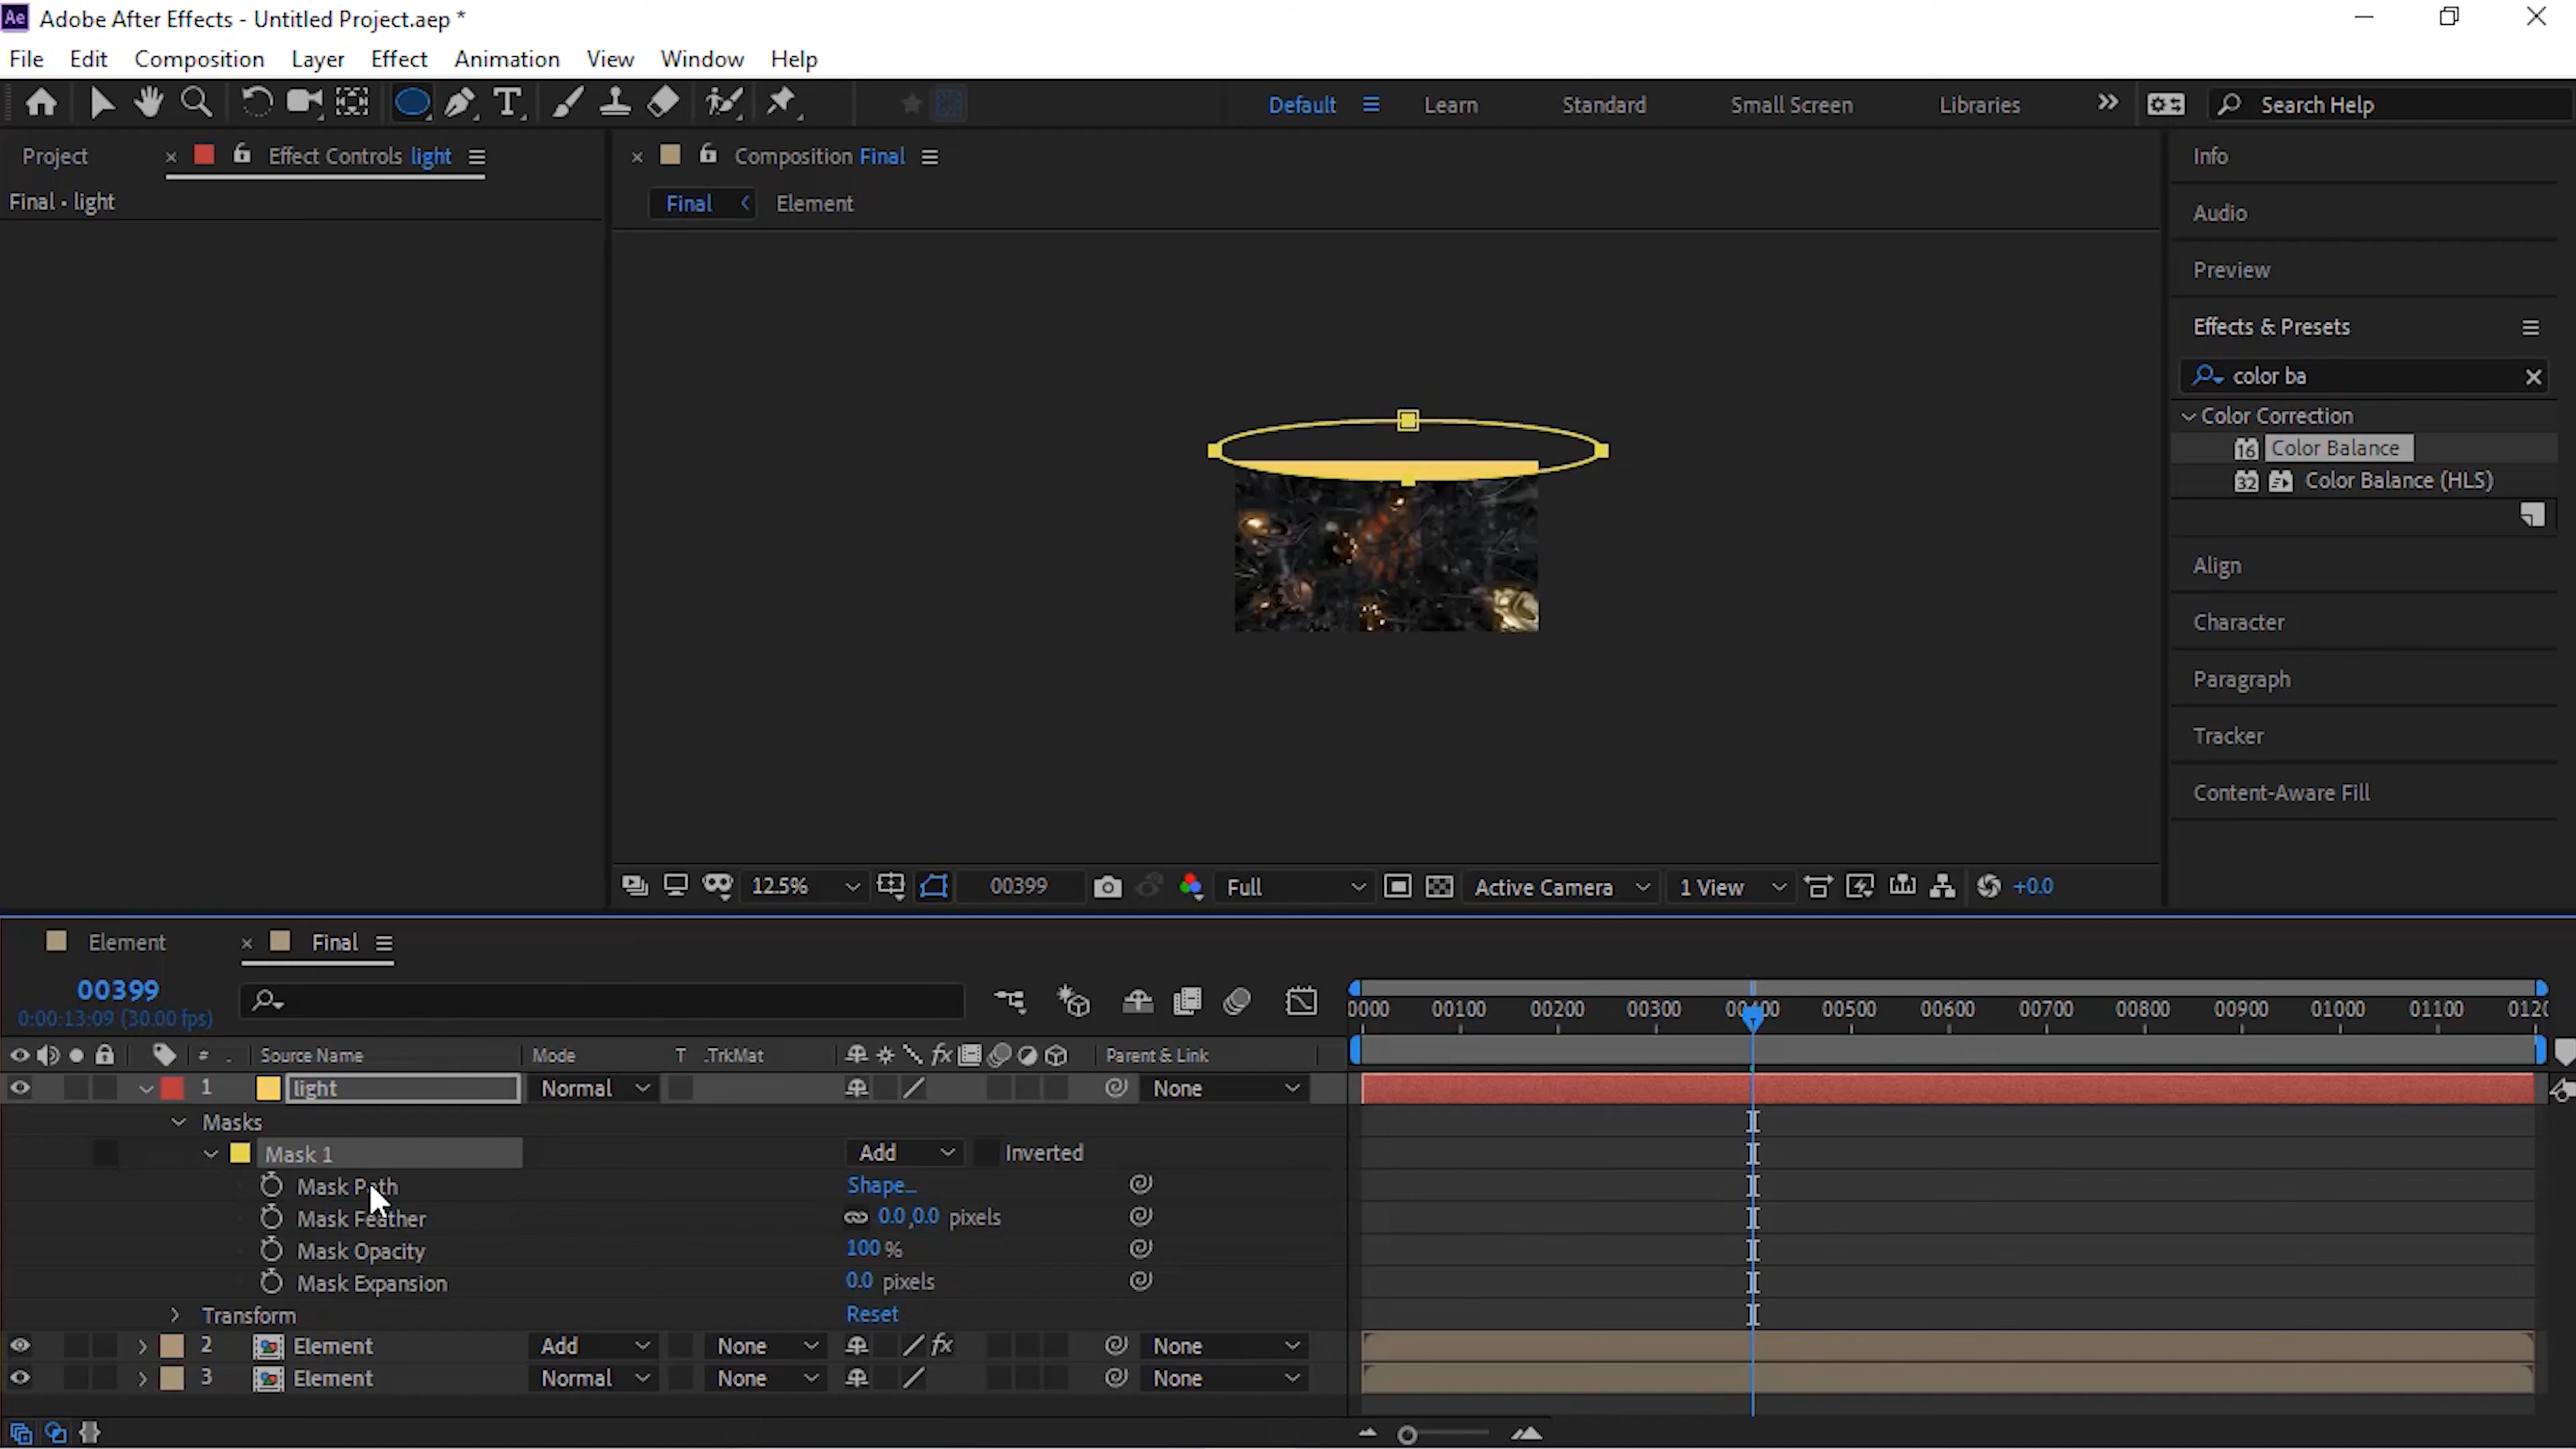 Ae Adobe After Effects - Untitled Project.aep *
File Edit Composition Layer Effect Animation View Window Help
T Default Learn Standard Small Screen Libraries Search Help
Project × Effect Controls light
× Composition Final
Info
Final · light
Final Element
Audio
Preview
Effects & Presets
color ba
Color Correction
16 Color Balance
32 Color Balance (HLS)
Align
Character
Paragraph
Tracker
Content-Aware Fill
12.5% 00399 Full Active Camera 1 View +0.0
Element × Final
00399
0:00:13:09 (30.00 fps)
0000 00100 00200 00300 00400 00500 00600 00700 00800 00900 01000 01100 0120
# . Source Name Mode T .TrkMat fx Parent & Link
1 light Normal None
Masks
Mask 1 Add Inverted
Mask Path Shape...
Mask Feather 0.0,0.0 pixels
Mask Opacity 100 %
Mask Expansion 0.0 pixels
Transform Reset
2 Element Add None fx None
3 Element Normal None None